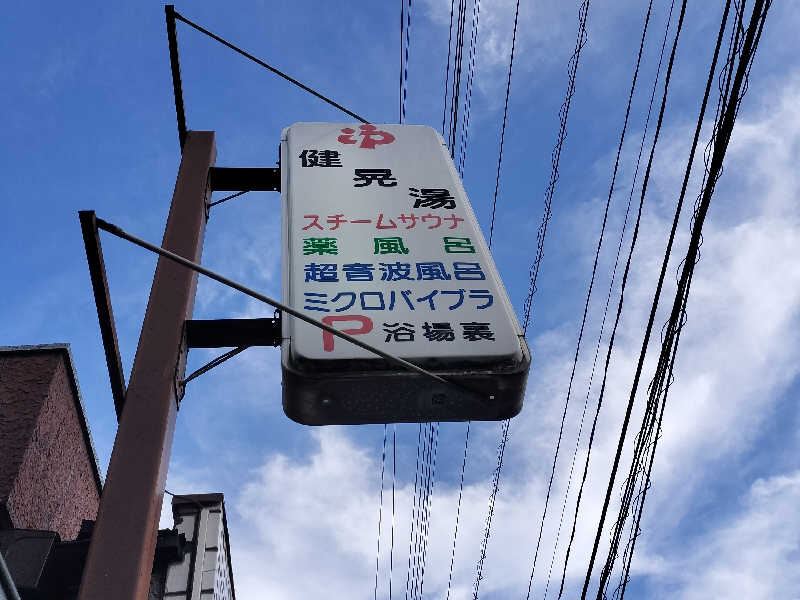 ゆ
健晃湯
スチームサウナ
薬風呂
超音波風呂
ミクロバイブラ
P 浴場裏